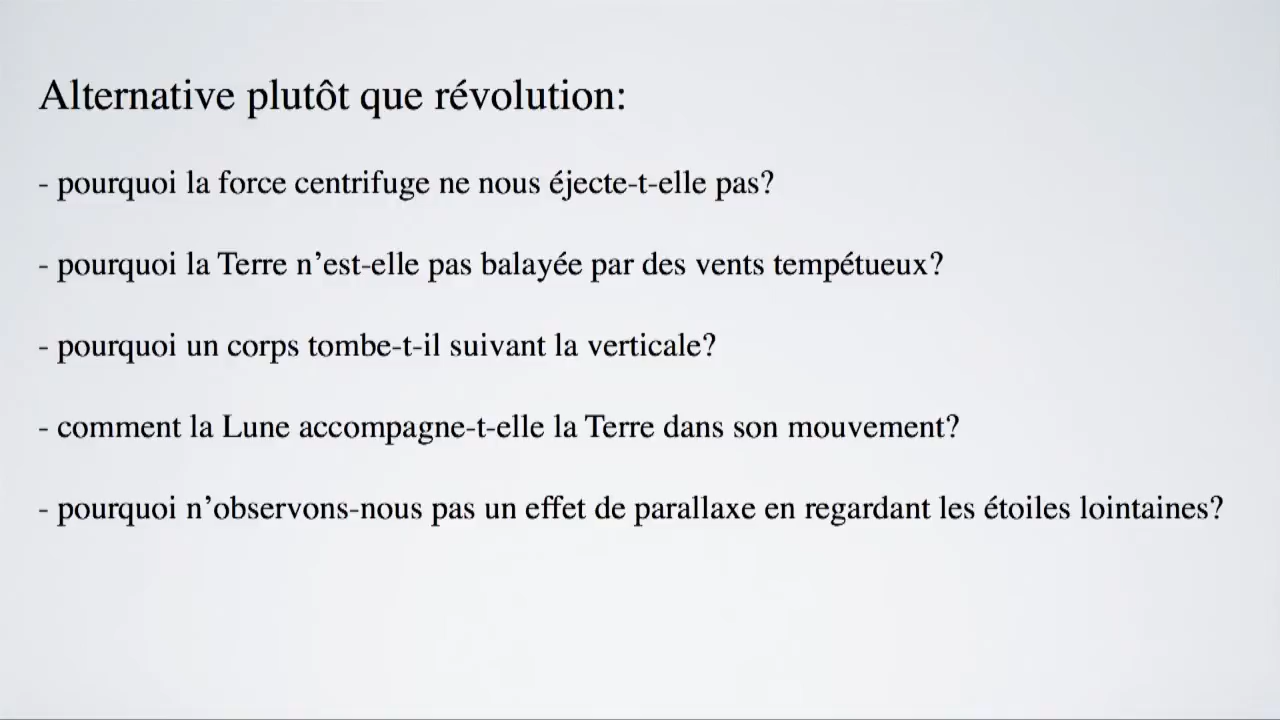 Alternative plutôt que révolution:
- pourquoi la force centrifuge ne nous éjecte-t-elle pas?
- pourquoi la Terre n’est-elle pas balayée par des vents tempétueux?
- pourquoi un corps tombe-t-il suivant la verticale?
- comment la Lune accompagne-t-elle la Terre dans son mouvement?
- pourquoi n’observons-nous pas un effet de parallaxe en regardant les étoiles lointaines?